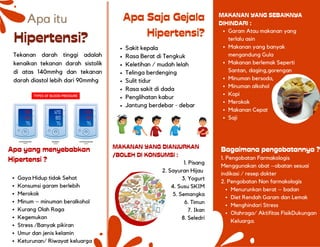 Apa itu
Hipertensi?
Tekanan darah tinggi adalah
kenaikan tekanan darah sistolik
di atas 140mmhg dan tekanan
darah diastol lebih dari 90mmhg
TYPES OF BLOOD PRESSURE
Apa yang menyebabkan
Hipertensi ?
Gaya Hidup tidak Sehat
Konsumsi garam berlebih
Merokok
Minum - minuman beralkohol
Kurang Olah Raga
Kegemukan
Stress /Banyak pikiran
Umur dan jenis kelamin
Keturunan/ Riwayat keluarga
Apa Saja Gejala
Hipertensi?
Sakit kepala
Rasa Berat di Tengkuk
Keletihan / mudah lelah
Telinga berdenging
Sulit tidur
Rasa sakit di dada
Penglihatan kabur
Jantung berdebar - debar
MAKANAN YANG DIANJURKAN
/BOLEH DI KONSUMSI :
1. Pisang
2. Sayuran Hijau
3. Yogurt
4. Susu SKIM
5. Semangka
6. Timun
7. Ikan
8. Seledri
MAKANAN YANG SEBAIKNYA
DIHINDARI :
Garam Atau makanan yang
terlalu asin
Makanan yang banyak
mengandung Gula
Makanan berlemak Seperti
Santan, daging,gorengan
Minuman bersoda,
Minuman alkohol
Kopi
Merokok
Makanan Cepat
Saji
Bagaimana pengobatannya ?
1. Pengobatan Farmakologis
Menggunakan obat -obatan sesuai
indikasi / resep dokter
2. Pengobatan Non farmakologis
Menurunkan berat – badan
Diet Rendah Garam dan Lemak
Menghindari Stress
Olahraga/ Aktifitas FisikDukungan
Keluarga.